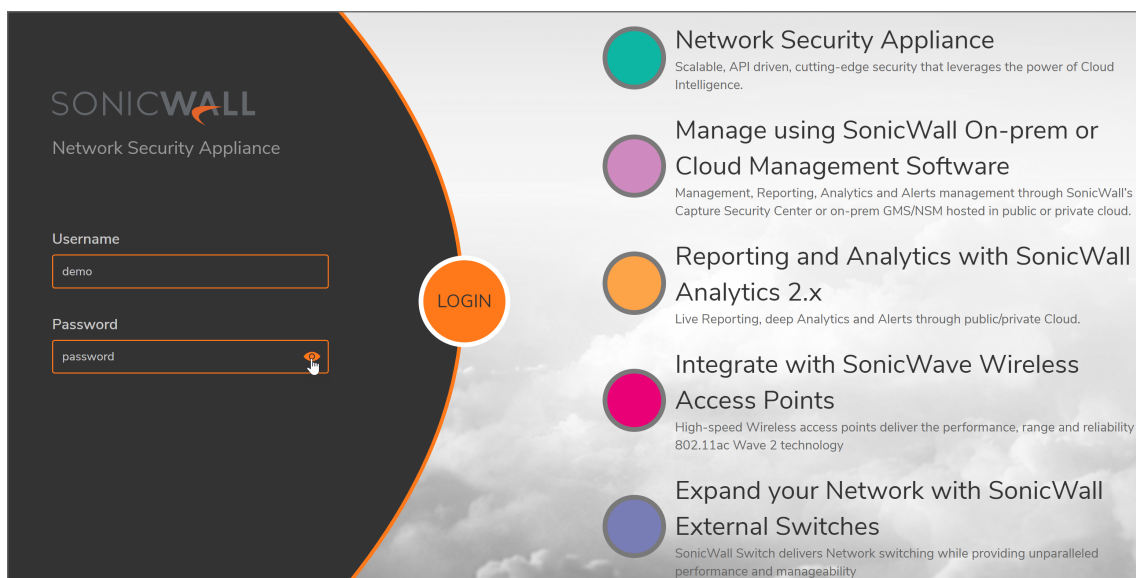 SONICWALL
Network Security Appliance
Username
demo
Password
password
LOGIN
Network Security Appliance
Scalable, API driven, cutting-edge security that leverages the power of Cloud
Intelligence.
Manage using SonicWall On-prem or
Cloud Management Software
Management, Reporting, Analytics and Alerts management through SonicWall's
Capture Security Center or on-prem GMS/NSM hosted in public or private cloud.
Reporting and Analytics with SonicWall
Analytics 2.x
Live Reporting, deep Analytics and Alerts through public/private Cloud.
Integrate with SonicWave Wireless
Access Points
High-speed Wireless access points deliver the performance, range and reliability
802.11ac Wave 2 technology
Expand your Network with SonicWall
External Switches
SonicWall Switch delivers Network switching while providing unparalleled
performance and manageability